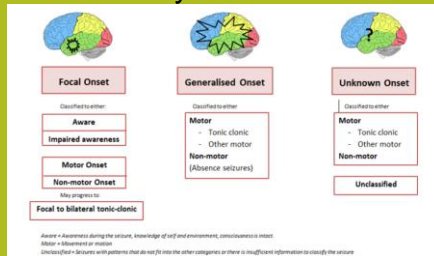 Focal Onset
Classified to either:
Aware
Impaired awareness
Motor Onset
Non-motor Onset
May progress to:
Focal to bilateral tonic-clonic
Generalised Onset
Classified to either
Motor
- Tonic clonic
- Other motor
Non-motor
(Absence seizures)
?
Unknown Onset
Classified to either
Motor
- Tonic clonic
- Other motor
Non-motor
Unclassified
Aware = Awareness during the seizure, knowledge of self and environment, consciousness is intact
Motor = Movement or motion
Unclassified = Seizures with patterns that do not fit into the other categories or there is insufficient information to classify the seizure